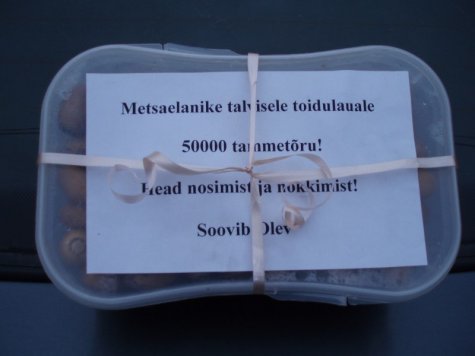 Metsaelanike talvisele toidulauale
50000 tammetõru!
Head nosimist ja nokkimist!
Soovib Olev